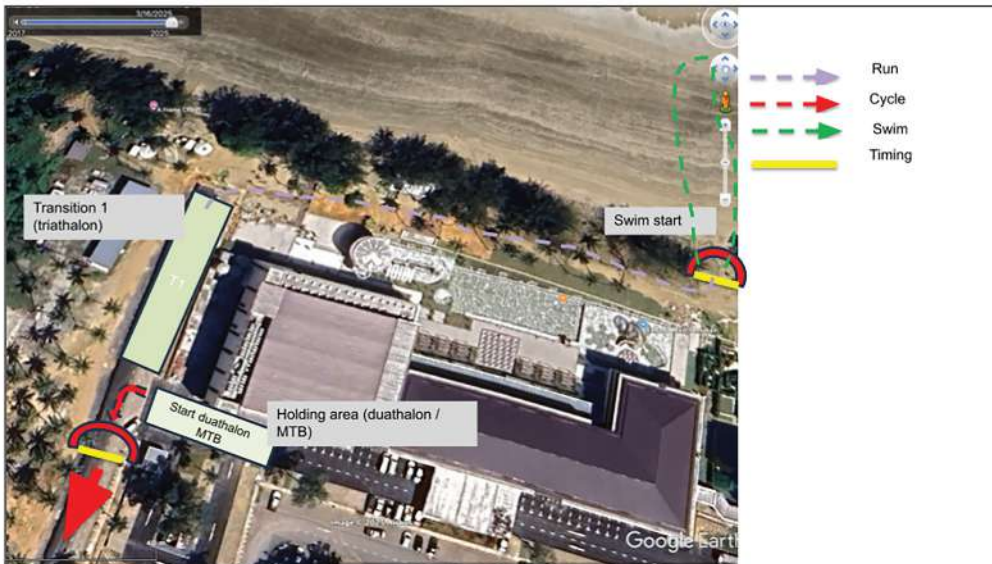 3/16/2025
2017
2025
Run
Cycle
Swim
Timing
Transition 1
(triathalon)
Swim start
T1
Start duathalon
MTB
Holding area (duathalon /
MTB)
Google Earth